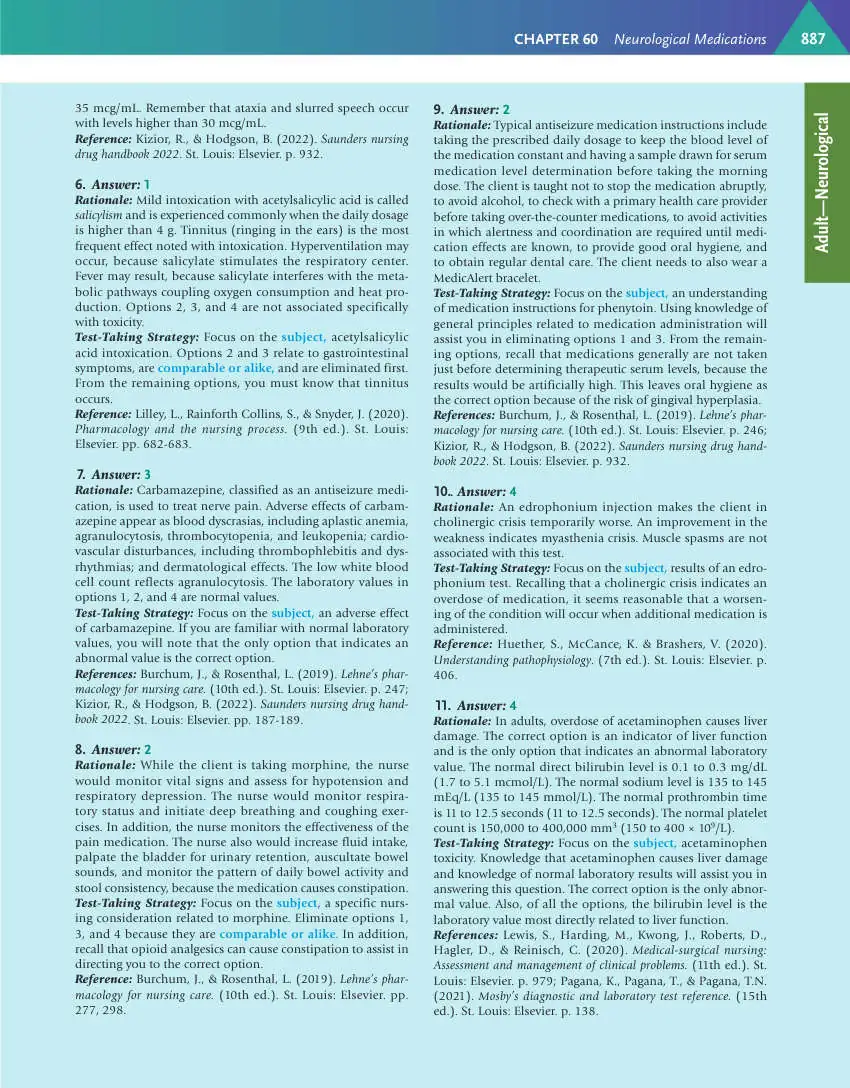 CHAPTER 60 Neurological Medications 887
35 mcg/mL. Remember that ataxia and slurred speech occur
with levels higher than 30 mcg/mL.
Reference: Kizior, R., & Hodgson, B. (2022). Saunders nursing
drug handbook 2022. St. Louis: Elsevier. p. 932.
6. Answer: 1
Rationale: Mild intoxication with acetylsalicylic acid is called
salicylism and is experienced commonly when the daily dosage
is higher than 4 g. Tinnitus (ringing in the ears) is the most
frequent effect noted with intoxication. Hyperventilation may
occur, because salicylate stimulates the respiratory center.
Fever may result, because salicylate interferes with the meta-
bolic pathways coupling oxygen consumption and heat pro-
duction. Options 2, 3, and 4 are not associated specifically
with toxicity.
Test-Taking Strategy: Focus on the subject, acetylsalicylic
acid intoxication. Options 2 and 3 relate to gastrointestinal
symptoms, are comparable or alike, and are eliminated first.
From the remaining options, you must know that tinnitus
occurs.
Reference: Lilley, L., Rainforth Collins, S., & Snyder, J. (2020).
Pharmacology and the nursing process. (9th ed.). St. Louis:
Elsevier. pp. 682-683.
7. Answer: 3
Rationale: Carbamazepine, classified as an antiseizure medi-
cation, is used to treat nerve pain. Adverse effects of carbam-
azepine appear as blood dyscrasias, including aplastic anemia,
agranulocytosis, thrombocytopenia, and leukopenia; cardio-
vascular disturbances, including thrombophlebitis and dys-
rhythmias; and dermatological effects. The low white blood
cell count reflects agranulocytosis. The laboratory values in
options 1, 2, and 4 are normal values.
Test-Taking Strategy: Focus on the subject, an adverse effect
of carbamazepine. If you are familiar with normal laboratory
values, you will note that the only option that indicates an
abnormal value is the correct option.
References: Burchum, J., & Rosenthal, L. (2019). Lehne's phar-
macology for nursing care. (10th ed.). St. Louis: Elsevier. p. 247;
Kizior, R., & Hodgson, B. (2022). Saunders nursing drug hand-
book 2022. St. Louis: Elsevier. pp. 187-189.
8. Answer: 2
Rationale: While the client is taking morphine, the nurse
would monitor vital signs and assess for hypotension and
respiratory depression. The nurse would monitor respira-
tory status and initiate deep breathing and coughing exer-
cises. In addition, the nurse monitors the effectiveness of the
pain medication. The nurse also would increase fluid intake,
palpate the bladder for urinary retention, auscultate bowel
sounds, and monitor the pattern of daily bowel activity and
stool consistency, because the medication causes constipation.
Test-Taking Strategy: Focus on the subject, a specific nurs-
ing consideration related to morphine. Eliminate options 1,
3, and 4 because they are comparable or alike. In addition,
recall that opioid analgesics can cause constipation to assist in
directing you to the correct option.
Reference: Burchum, J., & Rosenthal, L. (2019). Lehne's phar-
macology for nursing care. (10th ed.). St. Louis: Elsevier. pp.
277, 298.
9. Answer: 2
Rationale: Typical antiseizure medication instructions include
taking the prescribed daily dosage to keep the blood level of
the medication constant and having a sample drawn for serum
medication level determination before taking the morning
dose. The client is taught not to stop the medication abruptly,
to avoid alcohol, to check with a primary health care provider
before taking over-the-counter medications, to avoid activities
in which alertness and coordination are required until medi-
cation effects are known, to provide good oral hygiene, and
to obtain regular dental care. The client needs to also wear a
MedicAlert bracelet.
Test-Taking Strategy: Focus on the subject, an understanding
of medication instructions for phenytoin. Using knowledge of
general principles related to medication administration will
assist you in eliminating options 1 and 3. From the remain-
ing options, recall that medications generally are not taken
just before determining therapeutic serum levels, because the
results would be artificially high. This leaves oral hygiene as
the correct option because of the risk of gingival hyperplasia.
References: Burchum, J., & Rosenthal, L. (2019). Lehne's phar-
macology for nursing care. (10th ed.). St. Louis: Elsevier. p. 246;
Kizior, R., & Hodgson, B. (2022). Saunders nursing drug hand-
book 2022. St. Louis: Elsevier. p. 932.
10.. Answer: 4
Rationale: An edrophonium injection makes the client in
cholinergic crisis temporarily worse. An improvement in the
weakness indicates myasthenia crisis. Muscle spasms are not
associated with this test.
Test-Taking Strategy: Focus on the subject, results of an edro-
phonium test. Recalling that a cholinergic crisis indicates an
overdose of medication, it seems reasonable that a worsen-
ing of the condition will occur when additional medication is
administered.
Reference: Huether, S., McCance, K. & Brashers, V. (2020).
Understanding pathophysiology. (7th ed.). St. Louis: Elsevier. p.
406.
11. Answer: 4
Rationale: In adults, overdose of acetaminophen causes liver
damage. The correct option is an indicator of liver function
and is the only option that indicates an abnormal laboratory
value. The normal direct bilirubin level is 0.1 to 0.3 mg/dL
(1.7 to 5.1 mcmol/L). The normal sodium level is 135 to 145
mEq/L (135 to 145 mmol/L). The normal prothrombin time
is 11 to 12.5 seconds (11 to 12.5 seconds). The normal platelet
count is 150,000 to 400,000 mm³ (150 to 400 × 10⁹/L).
Test-Taking Strategy: Focus on the subject, acetaminophen
toxicity. Knowledge that acetaminophen causes liver damage
and knowledge of normal laboratory results will assist you in
answering this question. The correct option is the only abnor-
mal value. Also, of all the options, the bilirubin level is the
laboratory value most directly related to liver function.
References: Lewis, S., Harding, M., Kwong, J., Roberts, D.,
Hagler, D., & Reinisch, C. (2020). Medical-surgical nursing:
Assessment and management of clinical problems. (11th ed.). St.
Louis: Elsevier. p. 979; Pagana, K., Pagana, T., & Pagana, T.N.
(2021). Mosby's diagnostic and laboratory test reference. (15th
ed.). St. Louis: Elsevier. p. 138.
Adult—Neurological